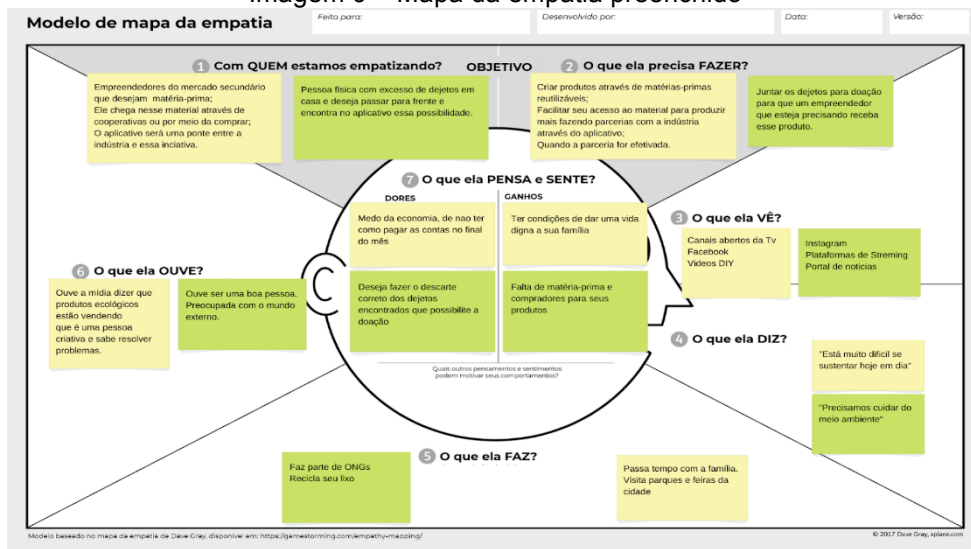 Imagem 9 – Mapa da empatia preenchido
Modelo de mapa da empatia
Feito para:
Desenvolvido por:
Data:
Versão:
1 Com QUEM estamos empatizando?
OBJETIVO
2 O que ela precisa FAZER?
Empreendedores do mercado secundário
que desejam matéria-prima;
Ele chega nesse material através de
cooperativas ou por meio da comprar;
O aplicativo será uma ponte entre a
indústria e essa inciativa.
Pessoa física com excesso de dejetos em
casa e deseja passar para frente e
encontra no aplicativo essa possibilidade.
Criar produtos através de matérias-primas
reutilizáveis;
Facilitar seu acesso ao material para produzir
mais fazendo parcerias com a indústria
através do aplicativo;
Quando a parceria for efetivada.
Juntar os dejetos para doação
para que um empreendedor
que esteja precisando receba
esse produto.
7 O que ela PENSA e SENTE?
DORES
GANHOS
Medo da economia, de nao ter
como pagar as contas no final
do mês
Ter condições de dar uma vida
digna a sua família
Deseja fazer o descarte
correto dos dejetos
encontrados que possibilite a
doação
Falta de matéria-prima e
compradores para seus
produtos
Quais outros pensamentos e sentimentos
podem motivar seus comportamentos?
3 O que ela VÊ?
Canais abertos da Tv
Facebook
Videos DIY
Instagram
Plataformas de Streming
Portal de noticias
6 O que ela OUVE?
Ouve a mídia dizer que
produtos ecológicos
estão vendendo
que é uma pessoa
criativa e sabe resolver
problemas.
Ouve ser uma boa pessoa.
Preocupada com o mundo
externo.
4 O que ela DIZ?
"Está muito dificil se
sustentar hoje em dia"
"Precisamos cuidar do
meio ambiente"
5 O que ela FAZ?
Faz parte de ONGs
Recicla seu lixo
Passa tempo com a família.
Visita parques e feiras da
cidade
Modelo baseado no mapa da empatia de Dave Gray, disponível em: https://gamestorming.com/empathy-mapping/
© 2017 Dave Gray, xplane.com